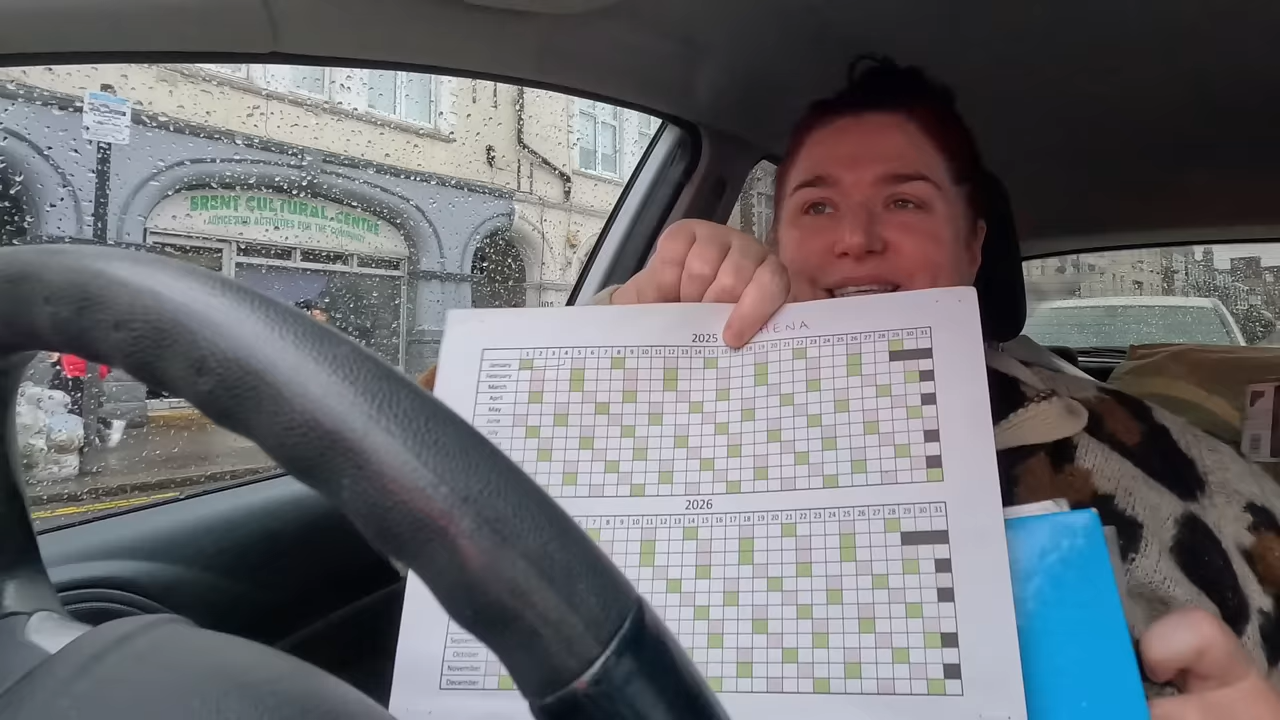 BRENT CULTURAL CENTRE
ADVICE AND ACTIVITIES FOR THE COMMUNITY
HENA
2025
1 2 3 4 5 6 7 8 9 10 11 12 13 14 15 16 17 18 19 20 21 22 23 24 25 26 27 28 29 30 31
January
February
March
April
May
June
July
2026
7 8 9 10 11 12 13 14 15 16 17 18 19 20 21 22 23 24 25 26 27 28 29 30 31
October
November
December